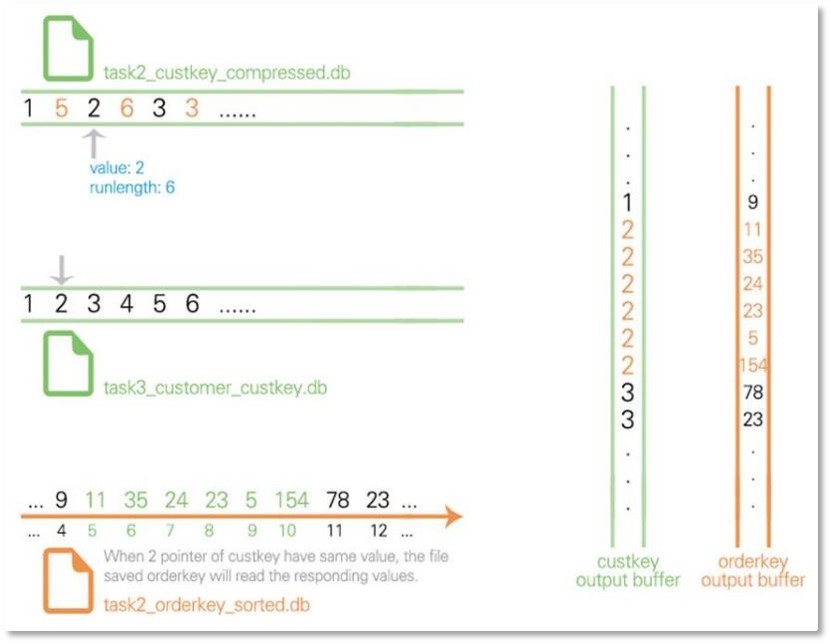 task2_custkey_compressed.db
1 5 2 6 3 3 ......
value: 2
runlength: 6
1 2 3 4 5 6 ......
task3_customer_custkey.db
... 9 11 35 24 23 5 154 78 23 ...
... 4 5 6 7 8 9 10 11 12 ...
When 2 pointer of custkey have same value, the file
saved orderkey will read the responding values.
task2_orderkey_sorted.db
.
.
.
1
2
2
2
2
2
2
3
3
.
.
.
custkey
output buffer
.
.
.
9
11
35
24
23
5
154
78
23
.
.
.
orderkey
output buffer